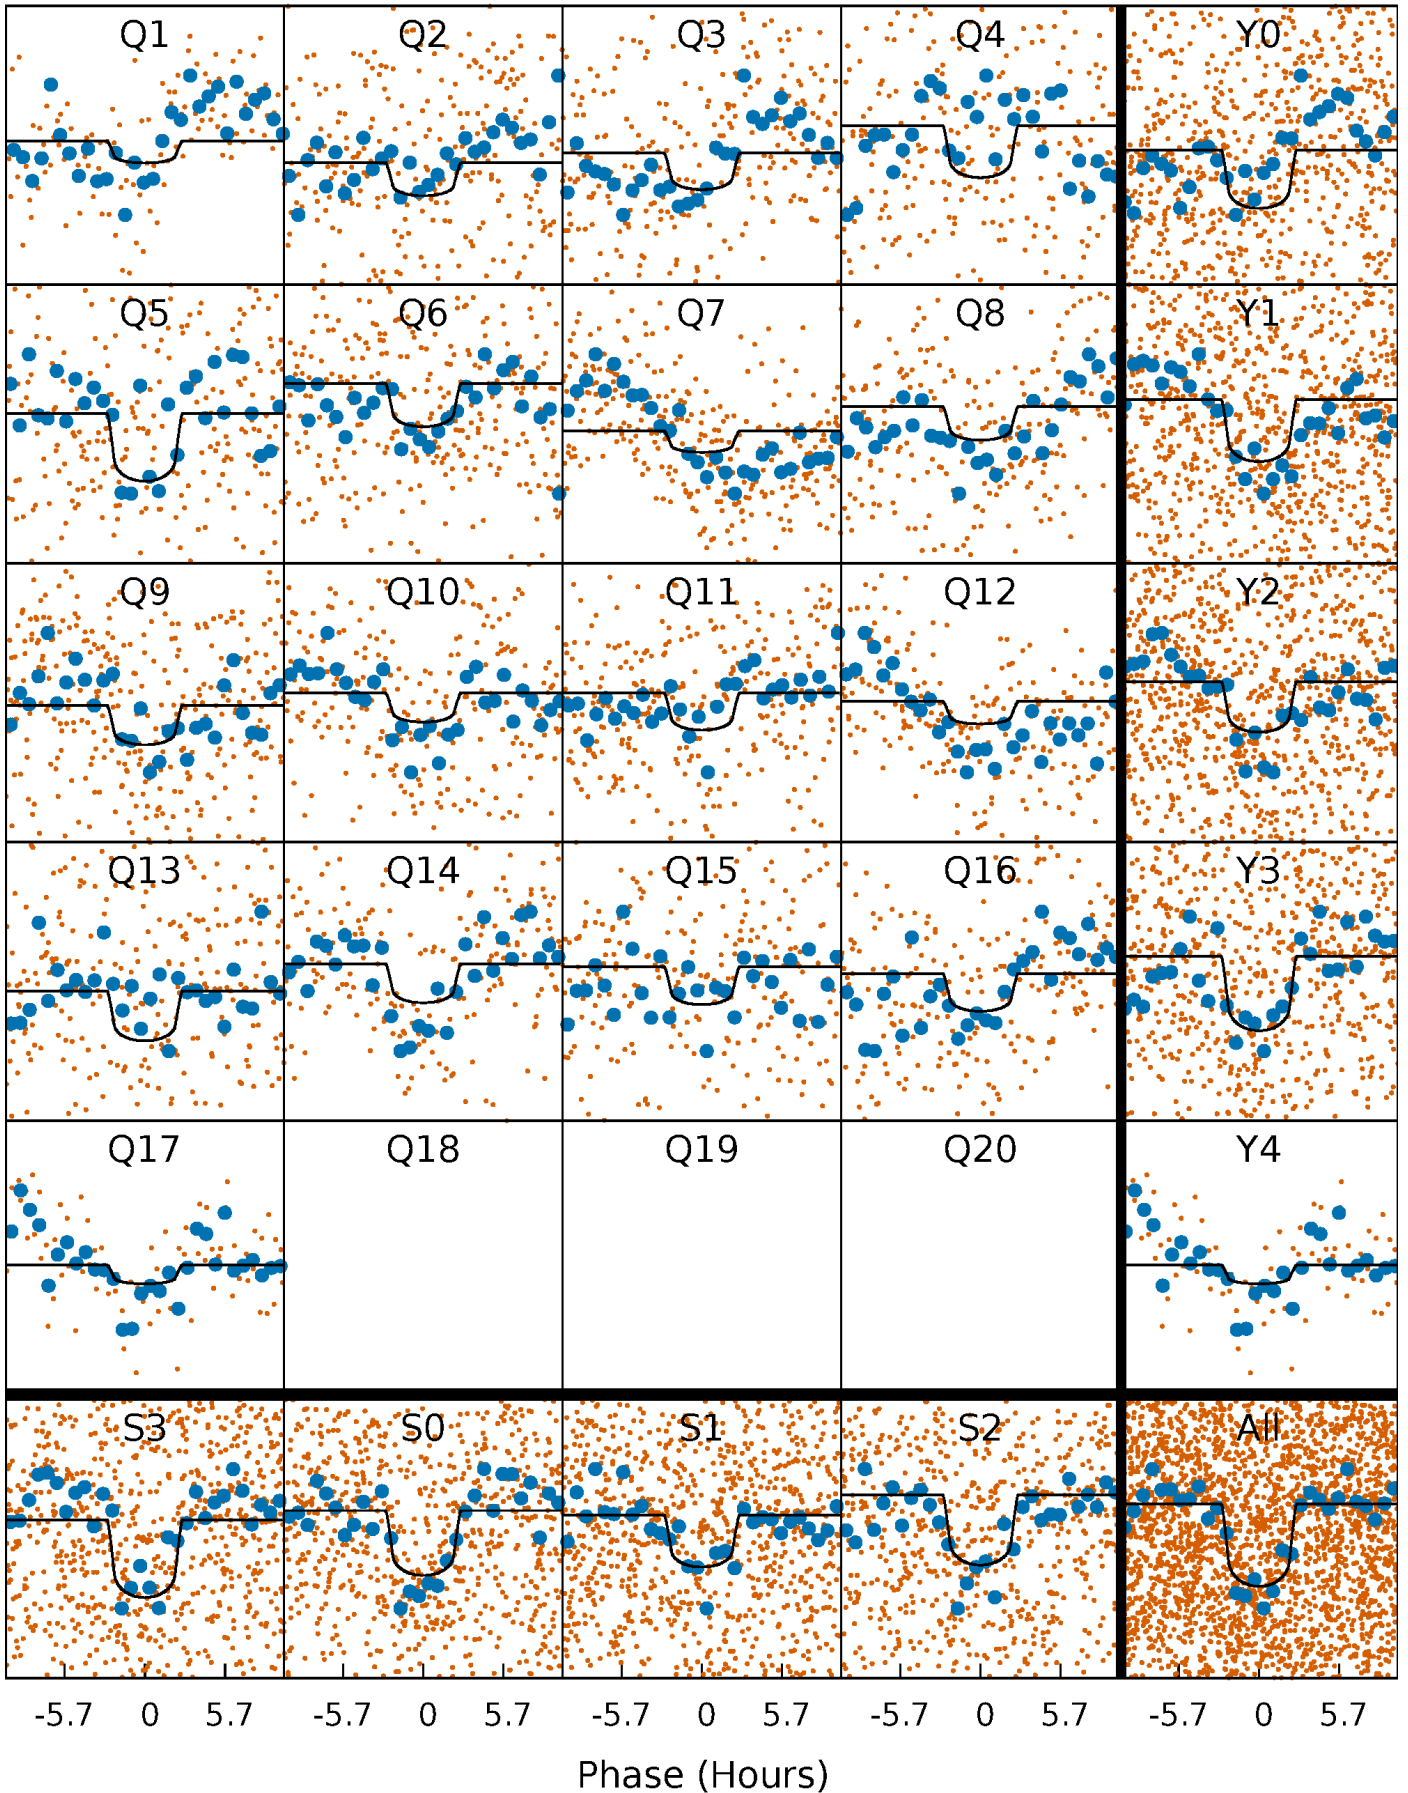 Q1 Q2 Q3 Q4 Y0
Q5 Q6 Q7 Q8 Y1
Q9 Q10 Q11 Q12 Y2
Q13 Q14 Q15 Q16 Y3
Q17 Q18 Q19 Q20 Y4
S3 S0 S1 S2 All
-5.7 0 5.7 -5.7 0 5.7 -5.7 0 5.7 -5.7 0 5.7 -5.7 0 5.7
Phase (Hours)